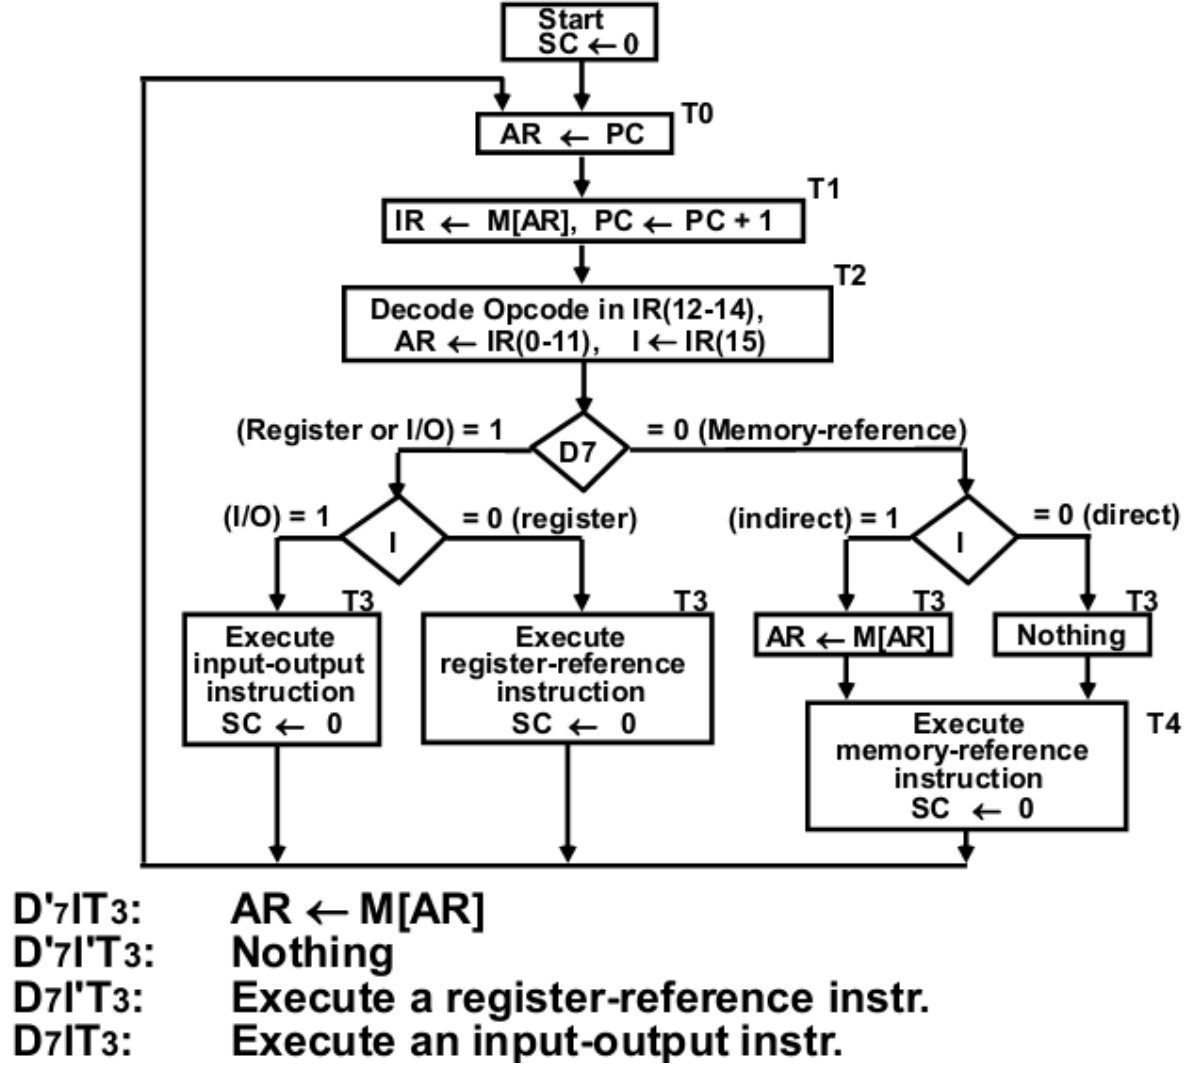 Start
SC ← 0
T0
AR ← PC
T1
IR ← M[AR], PC ← PC + 1
T2
Decode Opcode in IR(12-14),
AR ← IR(0-11), I ← IR(15)
(Register or I/O) = 1
D7
= 0 (Memory-reference)
(I/O) = 1
I
= 0 (register)
(indirect) = 1
I
= 0 (direct)
T3
Execute
input-output
instruction
SC ← 0
T3
Execute
register-reference
instruction
SC ← 0
T3
AR ← M[AR]
T3
Nothing
T4
Execute
memory-reference
instruction
SC ← 0
D'7IT3: AR ← M[AR]
D'7I'T3: Nothing
D7I'T3: Execute a register-reference instr.
D7IT3: Execute an input-output instr.